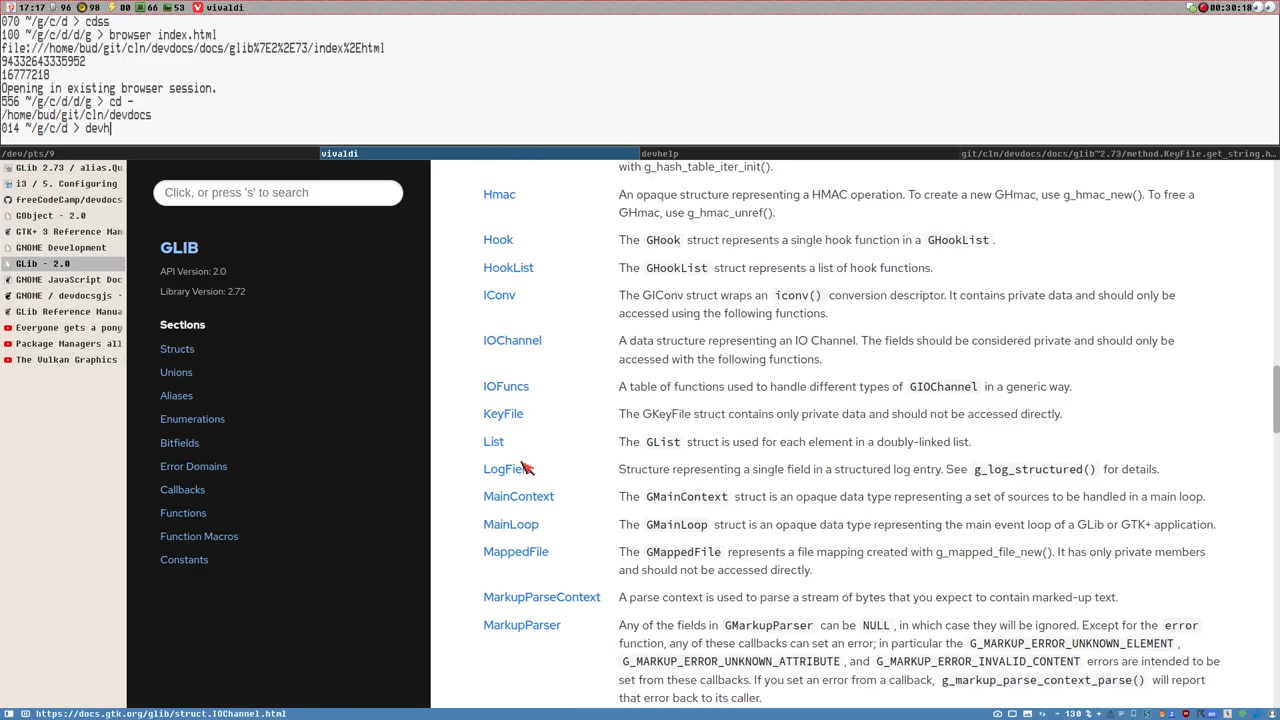 17:17 96 98 00 66 53 vivaldi 00:30:18
070 ~/g/c/d > cdss
100 ~/g/c/d/d/g > browser index.html
file:///home/bud/git/cln/devdocs/docs/glib%7E2%2E73/index%2Ehtml
94332643335952
16777218
Opening in existing browser session.
556 ~/g/c/d/d/g > cd -
/home/bud/git/cln/devdocs
014 ~/g/c/d > devh
/dev/pts/9 vivaldi devhelp git/cln/devdocs/docs/glib~2.73/method.KeyFile.get_string.h...
GLib 2.73 / alias.Qu
i3 / 5. Configuring
freeCodeCamp/devdocs
GObject - 2.0
GTK+ 3 Reference Man
GNOME Development
GLib - 2.0
GNOME JavaScript Doc
GNOME / devdocsgjs ·
GLib Reference Manua
Everyone gets a pony
Package Managers all
The Vulkan Graphics
Click, or press 's' to search
GLIB
API Version: 2.0
Library Version: 2.72
Sections
Structs
Unions
Aliases
Enumerations
Bitfields
Error Domains
Callbacks
Functions
Function Macros
Constants
with g_hash_table_iter_init().
Hmac An opaque structure representing a HMAC operation. To create a new GHmac, use g_hmac_new(). To free a
GHmac, use g_hmac_unref().
Hook The GHook struct represents a single hook function in a GHookList .
HookList The GHookList struct represents a list of hook functions.
IConv The GIConv struct wraps an iconv() conversion descriptor. It contains private data and should only be
accessed using the following functions.
IOChannel A data structure representing an IO Channel. The fields should be considered private and should only be
accessed with the following functions.
IOFuncs A table of functions used to handle different types of GIOChannel in a generic way.
KeyFile The GKeyFile struct contains only private data and should not be accessed directly.
List The GList struct is used for each element in a doubly-linked list.
LogField Structure representing a single field in a structured log entry. See g_log_structured() for details.
MainContext The GMainContext struct is an opaque data type representing a set of sources to be handled in a main loop.
MainLoop The GMainLoop struct is an opaque data type representing the main event loop of a GLib or GTK+ application.
MappedFile The GMappedFile represents a file mapping created with g_mapped_file_new(). It has only private members
and should not be accessed directly.
MarkupParseContext A parse context is used to parse a stream of bytes that you expect to contain marked-up text.
MarkupParser Any of the fields in GMarkupParser can be NULL , in which case they will be ignored. Except for the error
function, any of these callbacks can set an error; in particular the G_MARKUP_ERROR_UNKNOWN_ELEMENT ,
G_MARKUP_ERROR_UNKNOWN_ATTRIBUTE , and G_MARKUP_ERROR_INVALID_CONTENT errors are intended to be
set from these callbacks. If you set an error from a callback, g_markup_parse_context_parse() will report
that error back to its caller.
https://docs.gtk.org/glib/struct.IOChannel.html - 130 % +